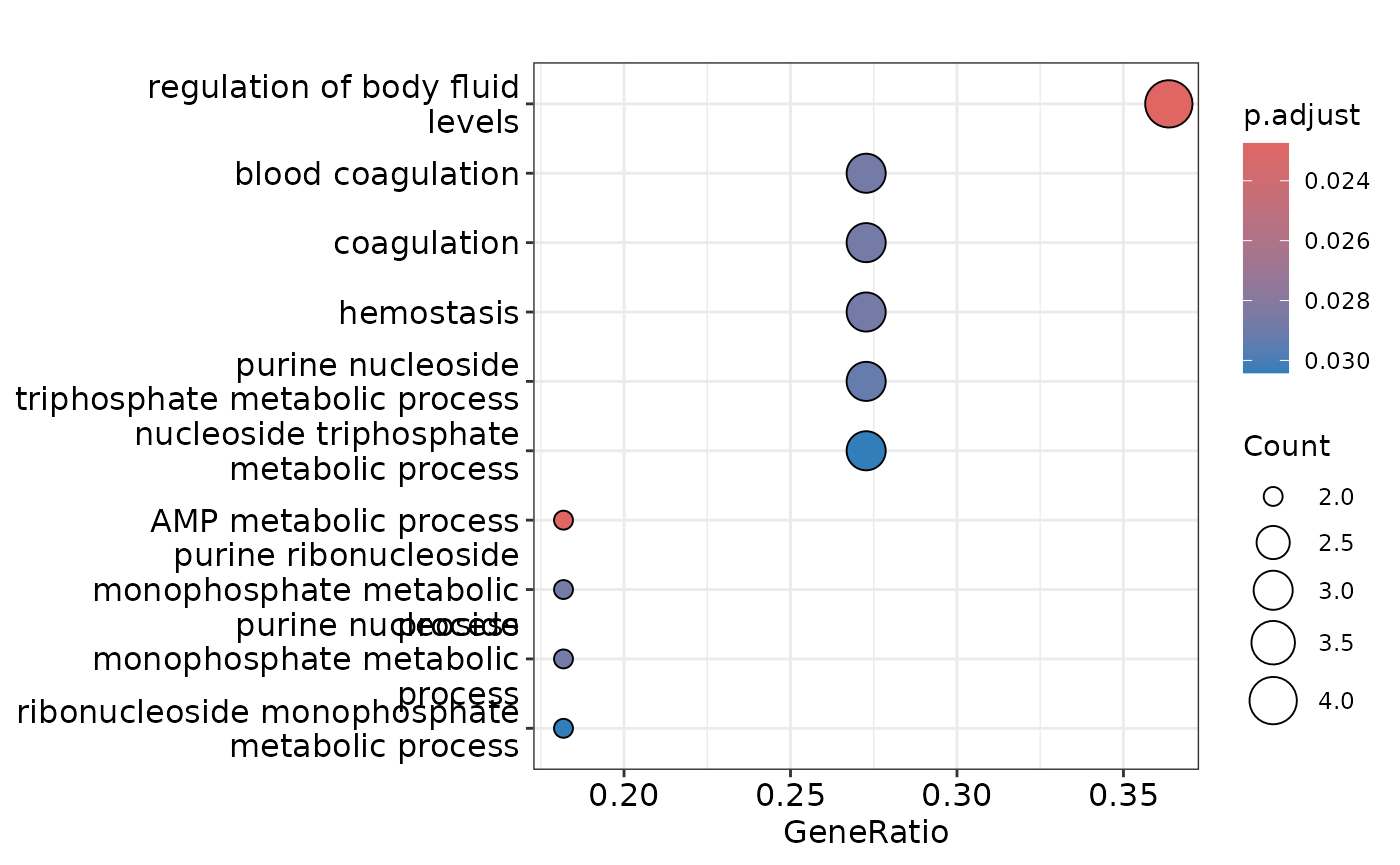 regulation of body fluid
levels
blood coagulation
coagulation
hemostasis
purine nucleoside
triphosphate metabolic process
nucleoside triphosphate
metabolic process
AMP metabolic process
purine ribonucleoside
monophosphate metabolic
process
purine nucleoside
monophosphate metabolic
process
ribonucleoside monophosphate
metabolic process
0.20
0.25
0.30
0.35
GeneRatio
p.adjust
0.024
0.026
0.028
0.030
Count
2.0
2.5
3.0
3.5
4.0